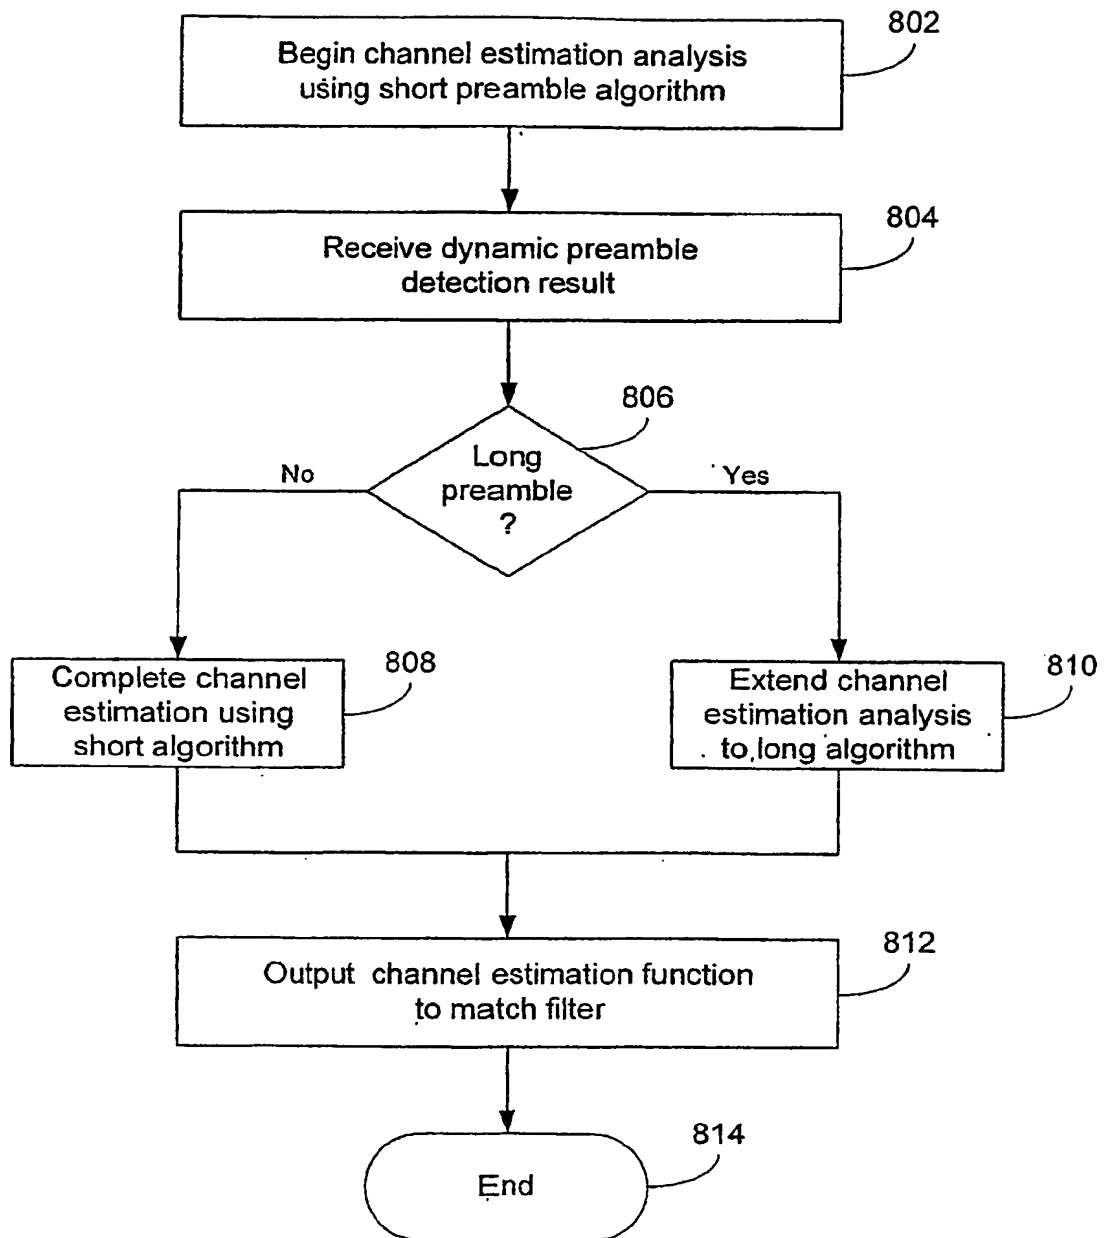 802
Begin channel estimation analysis
using short preamble algorithm
804
Receive dynamic preamble
detection result
806
Long
preamble
?
No
Yes
808
Complete channel
estimation using
short algorithm
810
Extend channel
estimation analysis
to long algorithm
812
Output channel estimation function
to match filter
814
End